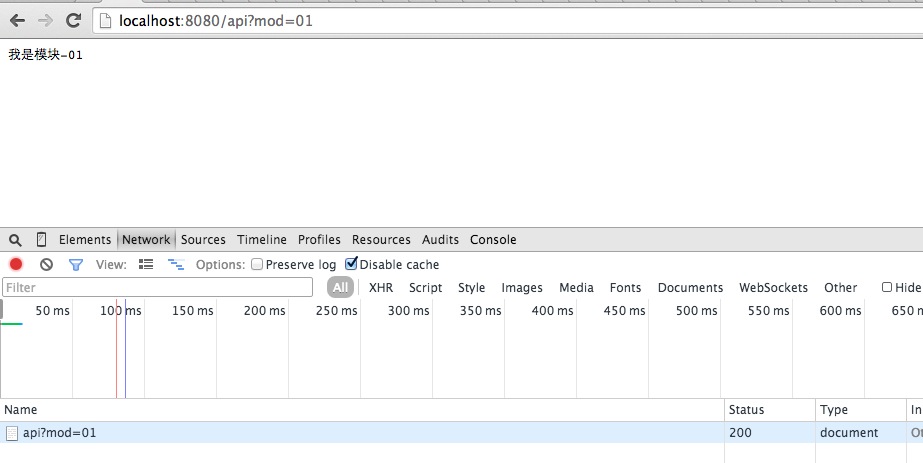 localhost:8080/api?mod=01
我是模块-01
Elements Network Sources Timeline Profiles Resources Audits Console
View: Options: Preserve log Disable cache
Filter All XHR Script Style Images Media Fonts Documents WebSockets Other Hide
50 ms 100 ms 150 ms 200 ms 250 ms 300 ms 350 ms 400 ms 450 ms 500 ms 550 ms 600 ms 650 m
Name Status Type In
api?mod=01 200 document Ot